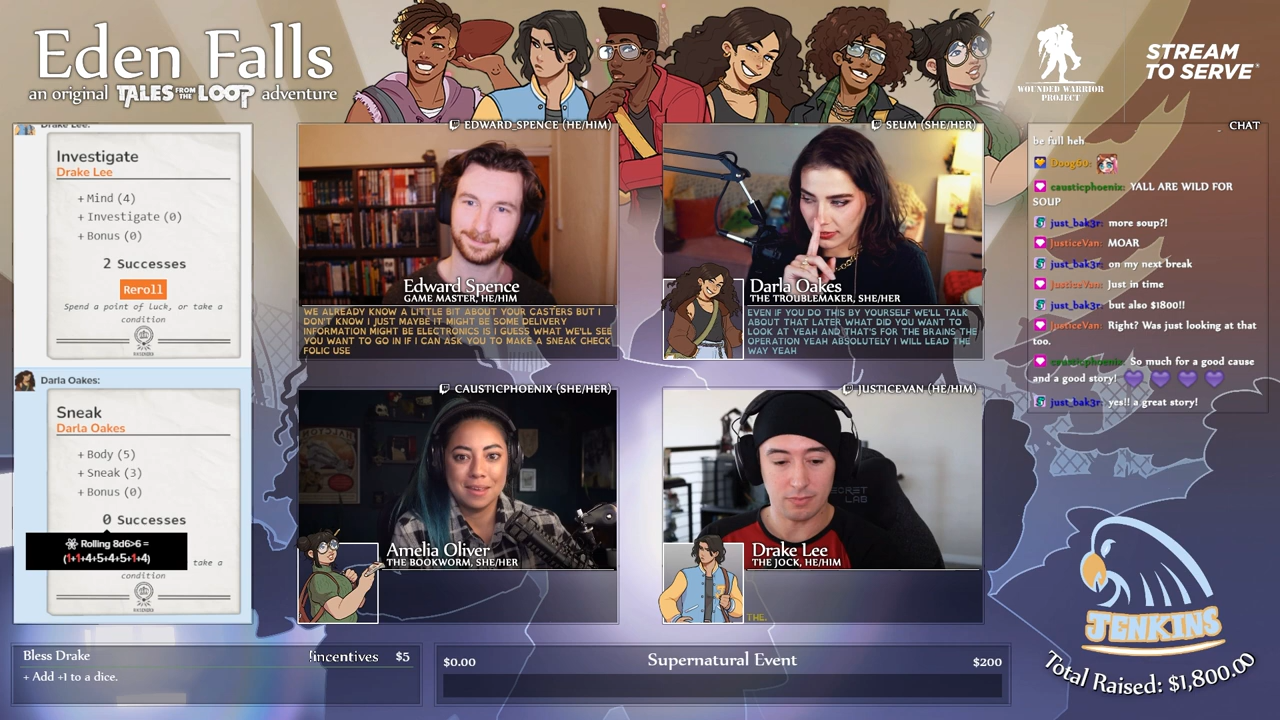 Eden Falls
an original TALES FROM THE LOOP adventure
WOUNDED WARRIOR
PROJECT
STREAM
TO SERVE
Drake Lee:
Investigate
Drake Lee
+ Mind (4)
+ Investigate (0)
+ Bonus (0)
2 Successes
Reroll
Spend a point of luck, or take a
condition
Darla Oakes:
Sneak
Darla Oakes
+ Body (5)
+ Sneak (3)
+ Bonus (0)
0 Successes
Rolling 8d6>6 =
(1+1+4+5+4+5+1+4)
take a
condition
EDWARD_SPENCE (HE/HIM)
Edward Spence
GAME MASTER, HE/HIM
WE ALREADY KNOW A LITTLE BIT ABOUT YOUR CASTERS BUT I
DON'T KNOW I JUST MAYBE IT MIGHT BE SOME DELIVERY
INFORMATION MIGHT BE ELECTRONICS IS I GUESS WHAT WE'LL SEE
YOU WANT TO GO IN IF I CAN ASK YOU TO MAKE A SNEAK CHECK
FOLIC USE
SEUM (SHE/HER)
Darla Oakes
THE TROUBLEMAKER, SHE/HER
EVEN IF YOU DO THIS BY YOURSELF WE'LL TALK
ABOUT THAT LATER WHAT DID YOU WANT TO
LOOK AT YEAH AND THAT'S FOR THE BRAINS THE
OPERATION YEAH ABSOLUTELY I WILL LEAD THE
WAY YEAH
CAUSTICPHOENIX (SHE/HER)
Amelia Oliver
THE BOOKWORM, SHE/HER
JUSTICEVAN (HE/HIM)
SECRET
LAB
Drake Lee
THE JOCK, HE/HIM
THE.
CHAT
be full heh
Doog60:
causticphoenix: YALL ARE WILD FOR
SOUP
just_bak3r: more soup?!
JusticeVan: MOAR
just_bak3r: on my next break
JusticeVan: Just in time
just_bak3r: but also $1800!!
JusticeVan: Right? Was just looking at that
too.
causticphoenix: So much for a good cause
and a good story!
just_bak3r: yes!! a great story!
JENKINS
Total Raised: $1,800.00
Bless Drake
!incentives $5
+ Add +1 to a dice.
$0.00
Supernatural Event
$200